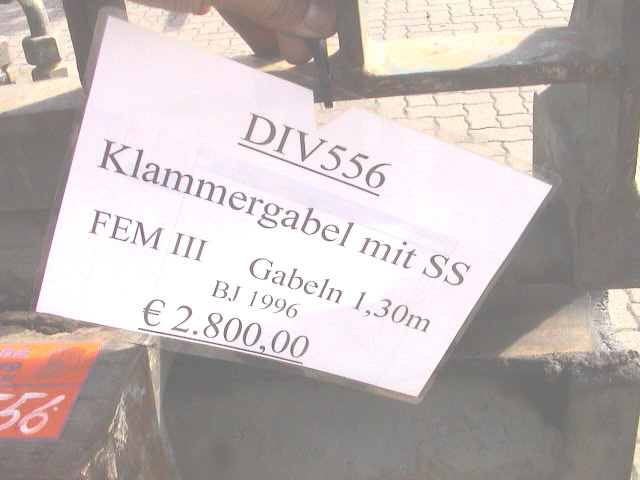 DIV556
Klammergabel mit SS
FEM III
Gabeln 1,30m
BJ 1996
€ 2.800,00
556